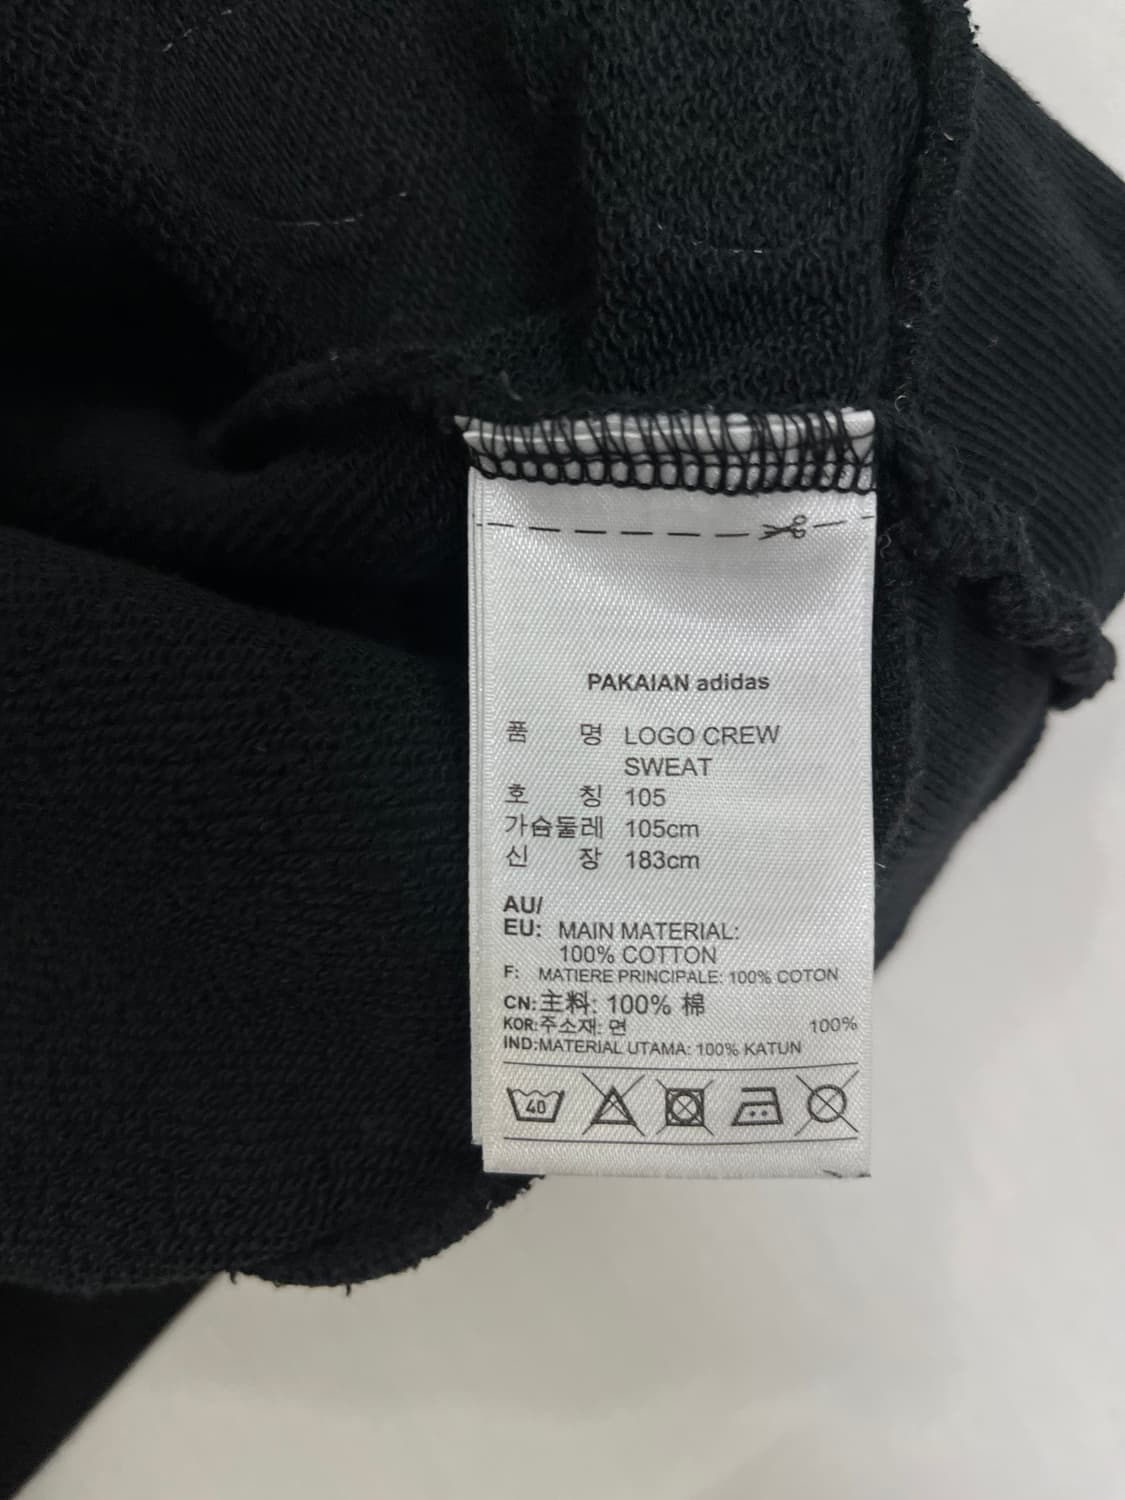 PAKAIAN adidas
품 명 LOGO CREW
SWEAT
호 칭 105
가슴둘레 105cm
신 장 183cm
AU/
EU: MAIN MATERIAL:
100% COTTON
F: MATIERE PRINCIPALE: 100% COTON
CN:主料: 100% 棉
KOR:주소재: 면 100%
IND:MATERIAL UTAMA: 100% KATUN
40